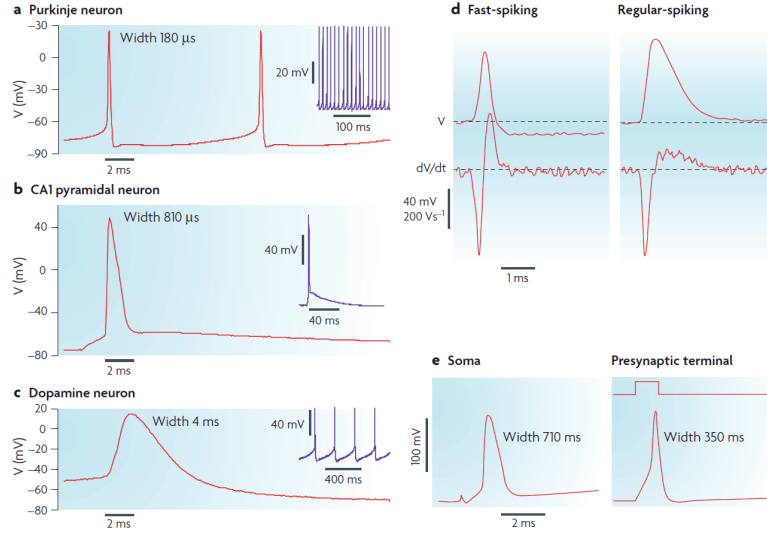 a Purkinje neuron
–30
0
–30
–60
–90
V (mV)
Width 180 μs
20 mV
100 ms
2 ms
b CA1 pyramidal neuron
40
0
–40
–80
V (mV)
Width 810 μs
40 mV
40 ms
2 ms
c Dopamine neuron
20
0
–20
–40
–60
–80
V (mV)
Width 4 ms
40 mV
400 ms
2 ms
d Fast-spiking
Regular-spiking
V
dV/dt
40 mV
200 Vs⁻¹
1 ms
e Soma
Presynaptic terminal
100 mV
Width 710 ms
Width 350 ms
2 ms